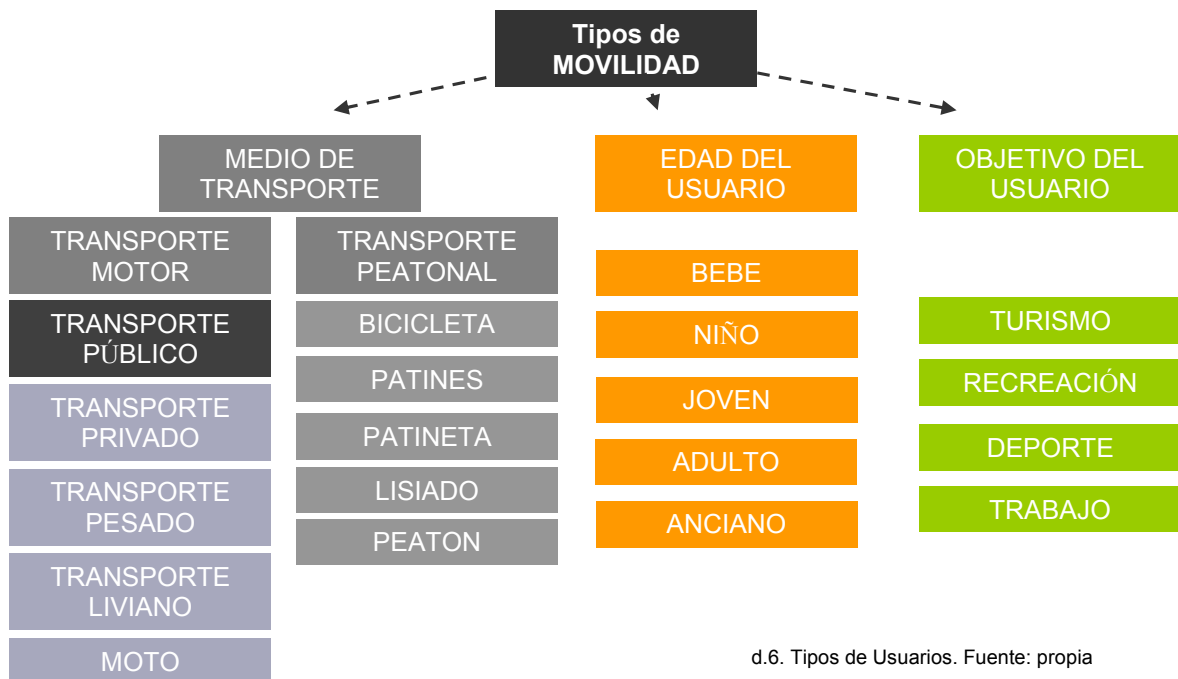 Tipos de
MOVILIDAD
MEDIO DE
TRANSPORTE
TRANSPORTE
MOTOR
TRANSPORTE
PÚBLICO
TRANSPORTE
PRIVADO
TRANSPORTE
PESADO
TRANSPORTE
LIVIANO
MOTO
TRANSPORTE
PEATONAL
BICICLETA
PATINES
PATINETA
LISIADO
PEATON
EDAD DEL
USUARIO
BEBE
NIÑO
JOVEN
ADULTO
ANCIANO
OBJETIVO DEL
USUARIO
TURISMO
RECREACIÓN
DEPORTE
TRABAJO
d.6. Tipos de Usuarios. Fuente: propia